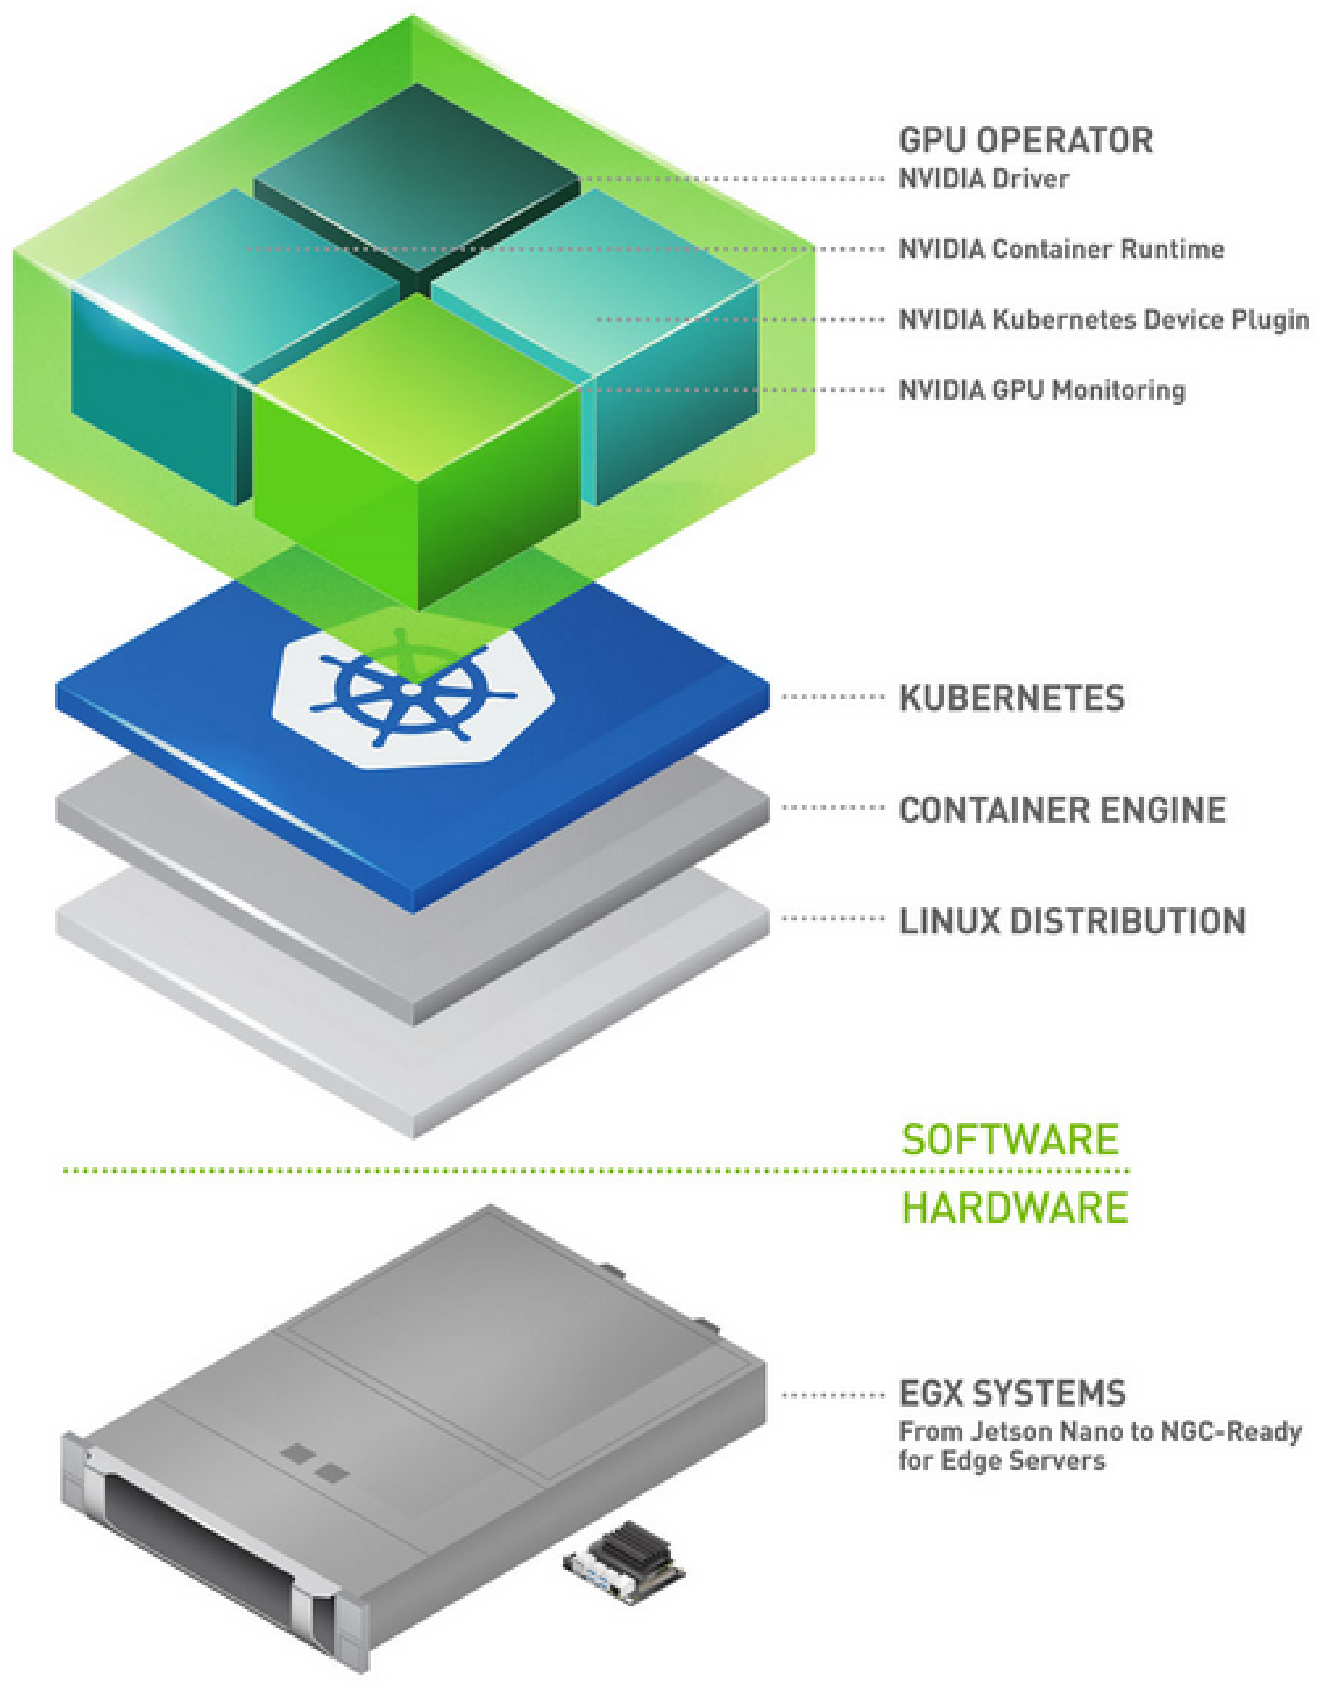 GPU OPERATOR
NVIDIA Driver
NVIDIA Container Runtime
NVIDIA Kubernetes Device Plugin
NVIDIA GPU Monitoring
KUBERNETES
CONTAINER ENGINE
LINUX DISTRIBUTION
SOFTWARE
HARDWARE
EGX SYSTEMS
From Jetson Nano to NGC-Ready
for Edge Servers